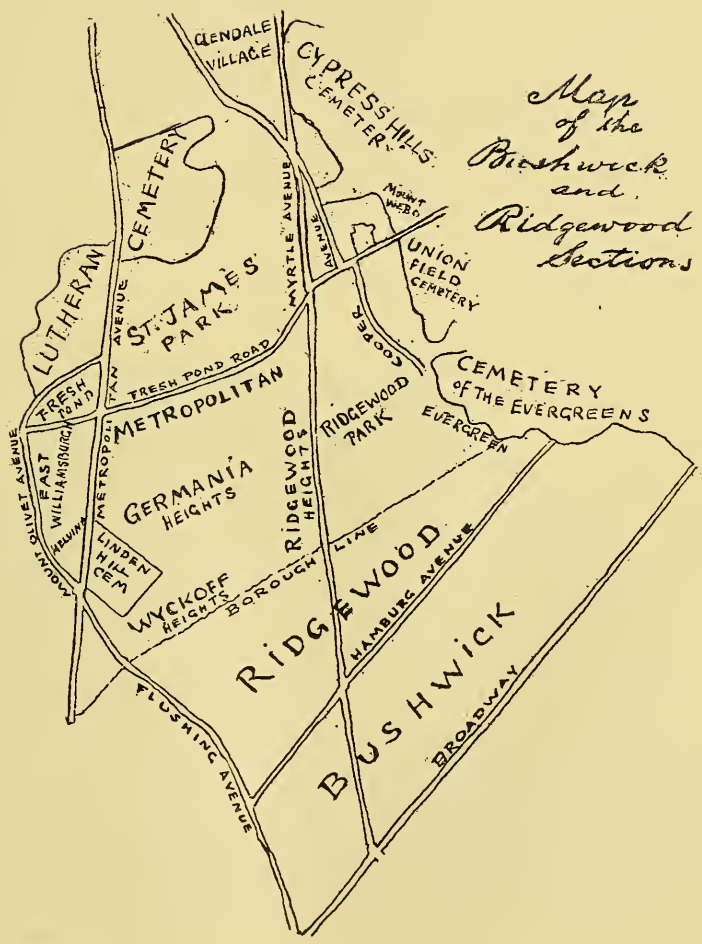 Map
of the
Bushwick
and
Ridgewood
Sections
GLENDALE
VILLAGE
CYPRESS HILLS
CEMETERY
MOUNT
NEBO
UNION
FIELD
CEMETERY
CEMETERY
OF THE EVERGREENS
EVERGREEN
LUTHERAN
CEMETERY
ST. JAMES
PARK
MYRTLE AVENUE
COOPER
AVENUE
FRESH POND ROAD
METROPOLITAN
METROPOLITAN AVENUE
FRESH
POND
MOUNT OLIVET AVENUE
EAST
WILLIAMSBURGH
MELVINA
LINDEN
HILL
CEM
GERMANIA
HEIGHTS
RIDGEWOOD
HEIGHTS
RIDGEWOOD
PARK
WYCKOFF
HEIGHTS
BOROUGH LINE
RIDGEWOOD
HAMBURG AVENUE
BUSHWICK
BROADWAY
FLUSHING AVENUE